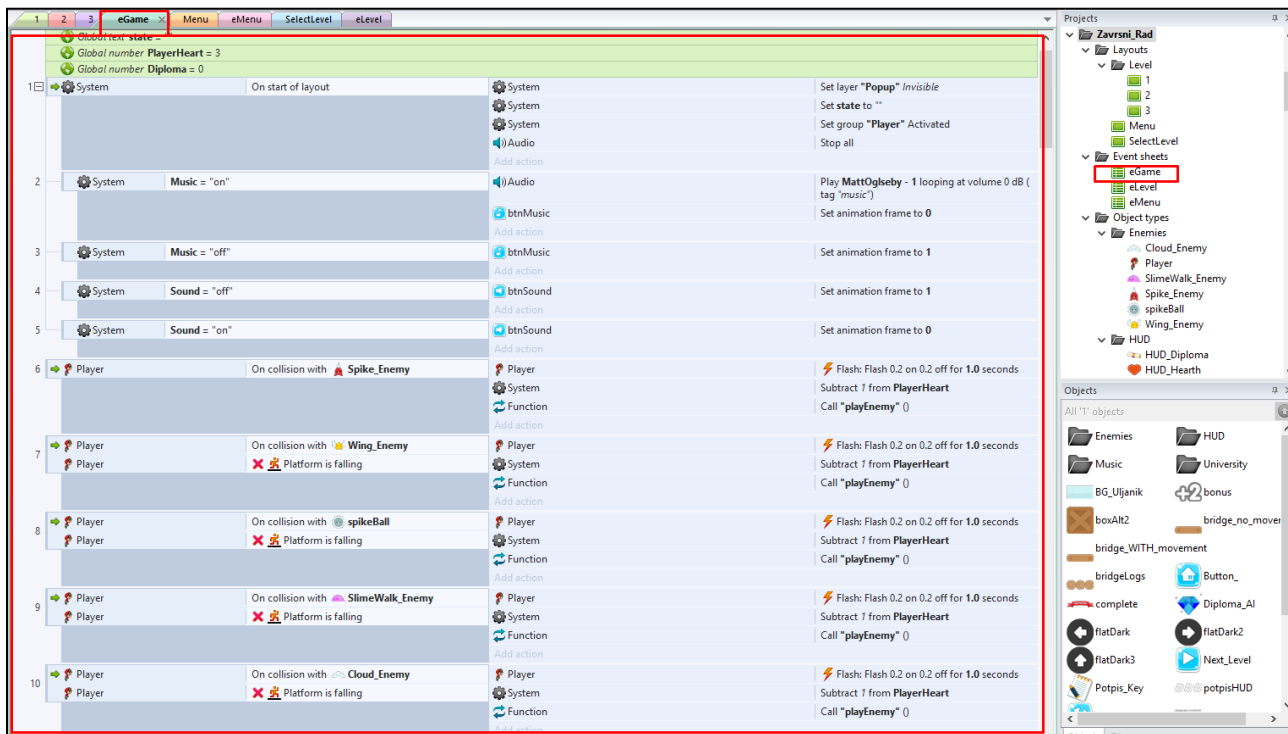 1 2 3 eGame × Menu eMenu SelectLevel eLevel
Global text state =
Global number PlayerHeart = 3
Global number Diploma = 0
1 System On start of layout System Set layer "Popup" Invisible
System Set state to ""
System Set group "Player" Activated
Audio Stop all
Add action
2 System Music = "on" Audio Play MattOglseby - 1 looping at volume 0 dB (
tag "music")
btnMusic Set animation frame to 0
Add action
3 System Music = "off" btnMusic Set animation frame to 1
Add action
4 System Sound = "off" btnSound Set animation frame to 1
Add action
5 System Sound = "on" btnSound Set animation frame to 0
Add action
6 Player On collision with Spike_Enemy Player Flash: Flash 0.2 on 0.2 off for 1.0 seconds
System Subtract 1 from PlayerHeart
Function Call "playEnemy" ()
Add action
7 Player On collision with Wing_Enemy Player Flash: Flash 0.2 on 0.2 off for 1.0 seconds
Player Platform is falling System Subtract 1 from PlayerHeart
Function Call "playEnemy" ()
Add action
8 Player On collision with spikeBall Player Flash: Flash 0.2 on 0.2 off for 1.0 seconds
Player Platform is falling System Subtract 1 from PlayerHeart
Function Call "playEnemy" ()
Add action
9 Player On collision with SlimeWalk_Enemy Player Flash: Flash 0.2 on 0.2 off for 1.0 seconds
Player Platform is falling System Subtract 1 from PlayerHeart
Function Call "playEnemy" ()
Add action
10 Player On collision with Cloud_Enemy Player Flash: Flash 0.2 on 0.2 off for 1.0 seconds
Player Platform is falling System Subtract 1 from PlayerHeart
Function Call "playEnemy" ()
Add action
Projects
Zavrsni_Rad
Layouts
Level
1
2
3
Menu
SelectLevel
Event sheets
eGame
eLevel
eMenu
Object types
Enemies
Cloud_Enemy
Player
SlimeWalk_Enemy
Spike_Enemy
spikeBall
Wing_Enemy
HUD
HUD_Diploma
HUD_Hearth
Objects
All '1' objects
Enemies HUD
Music University
BG_Uljanik +2 bonus
boxAlt2 bridge_no_mover
bridge_WITH_movement
bridgeLogs Button_
complete Diploma_AI
flatDark flatDark2
flatDark3 Next_Level
Potpis_Key potpisHUD